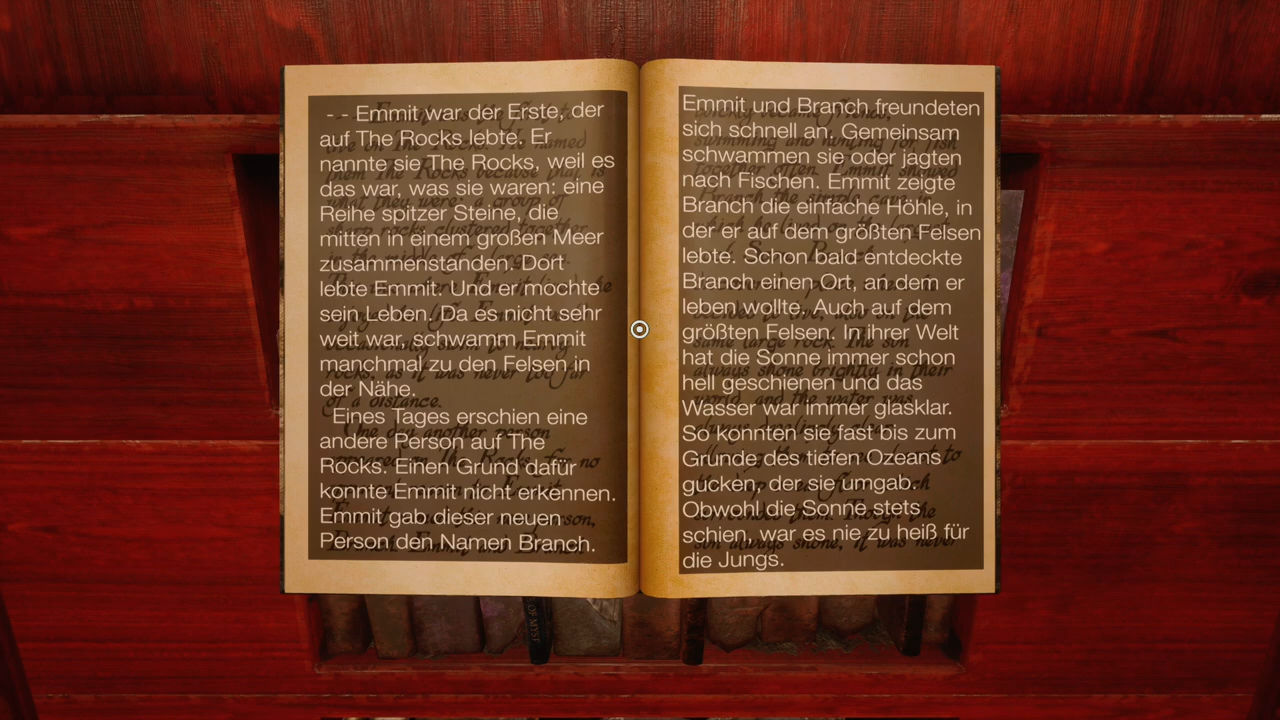 - - Emmit war der Erste, der
auf The Rocks lebte. Er
nannte sie The Rocks, weil es
das war, was sie waren: eine
Reihe spitzer Steine, die
mitten in einem großen Meer
zusammenstanden. Dort
lebte Emmit. Und er mochte
sein Leben. Da es nicht sehr
weit war, schwamm Emmit
manchmal zu den Felsen in
der Nähe.
Eines Tages erschien eine
andere Person auf The
Rocks. Einen Grund dafür
konnte Emmit nicht erkennen.
Emmit gab dieser neuen
Person den Namen Branch.
Emmit und Branch freundeten
sich schnell an. Gemeinsam
schwammen sie oder jagten
nach Fischen. Emmit zeigte
Branch die einfache Höhle, in
der er auf dem größten Felsen
lebte. Schon bald entdeckte
Branch einen Ort, an dem er
leben wollte. Auch auf dem
größten Felsen. In ihrer Welt
hat die Sonne immer schon
hell geschienen und das
Wasser war immer glasklar.
So konnten sie fast bis zum
Grunde des tiefen Ozeans
gucken, der sie umgab.
Obwohl die Sonne stets
schien, war es nie zu heiß für
die Jungs.
OF MYST